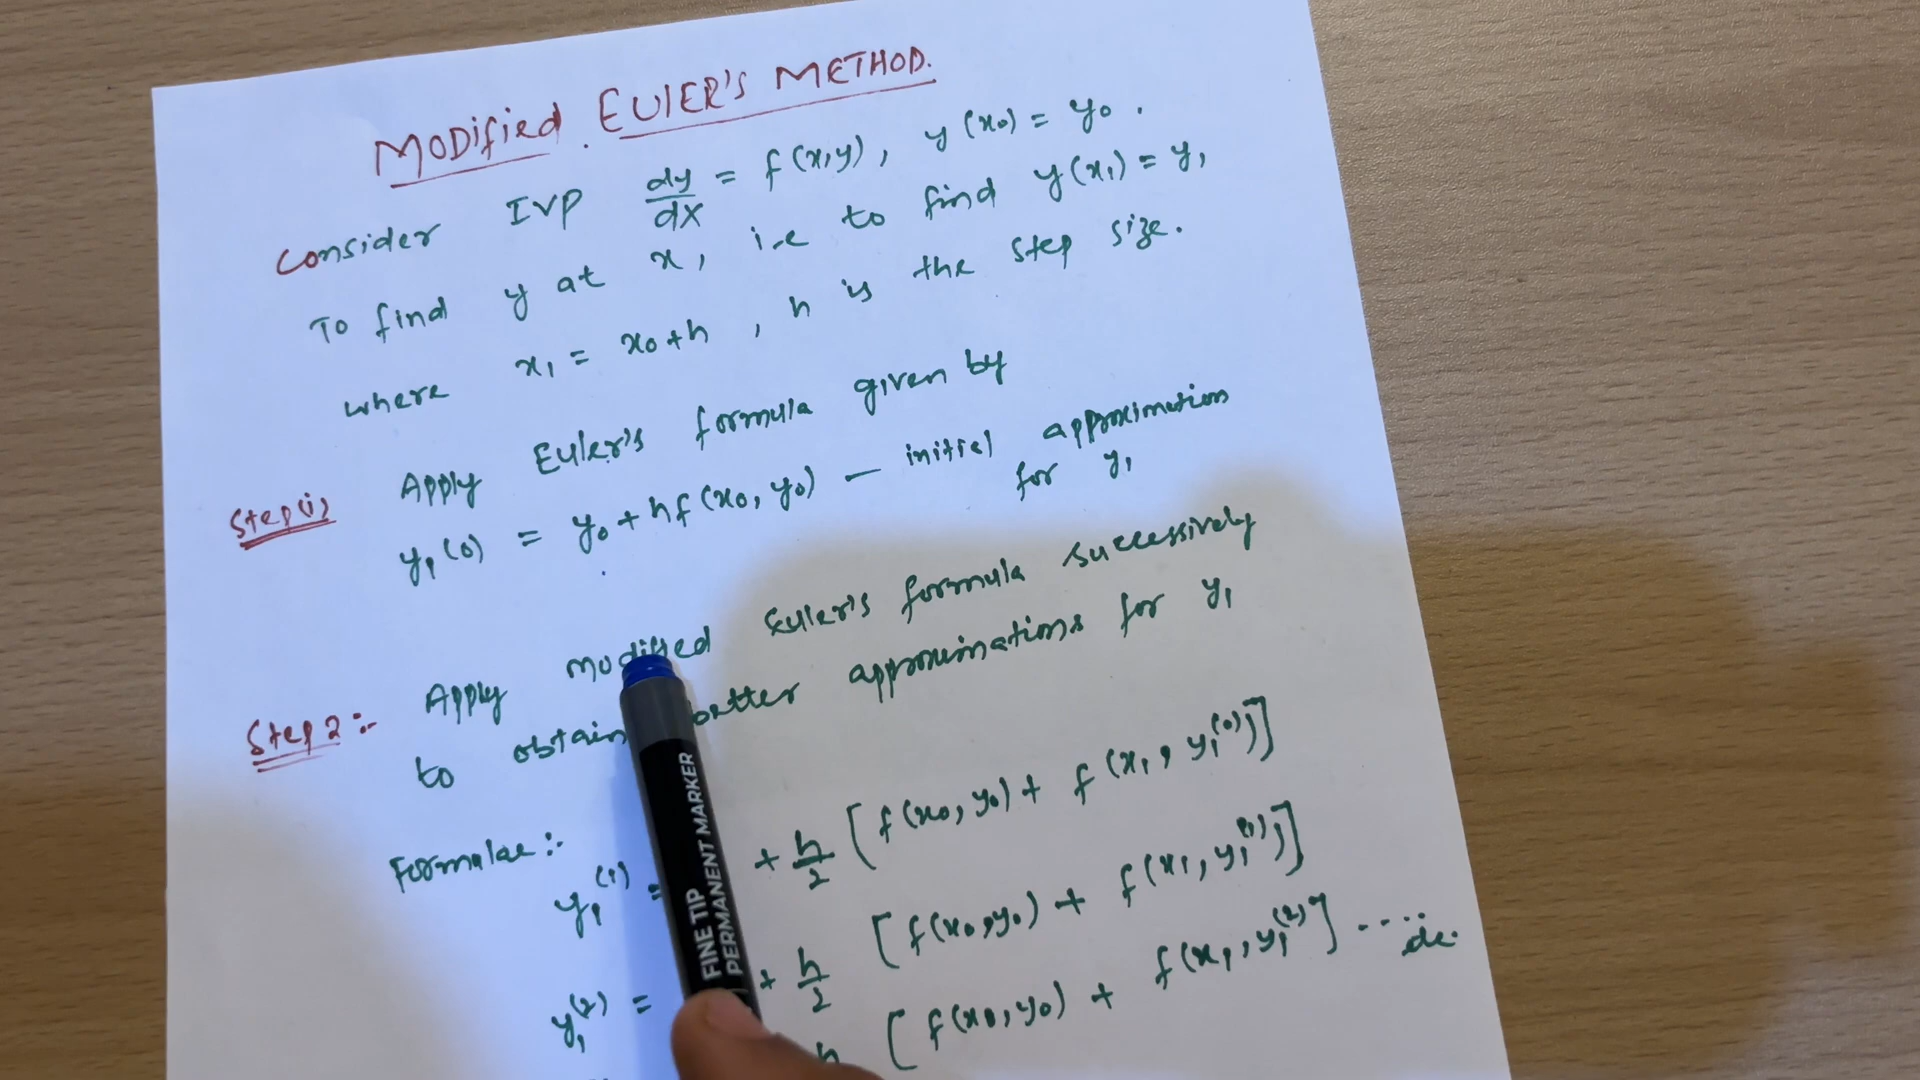 MODified. EULER'S METHOD.
Consider IVP dy/dx = f(x,y), y(x₀) = y₀.
To find y at x, i.e to find y(x₁) = y₁
where x₁ = x₀+h, h is the step size.
Step(i) Apply Euler's formula given by
y₁(0) = y₀ + hf(x₀, y₀) — initial approximation
for y₁
Step 2:- Apply modified Euler's formula successively
to obtain better approximations for y₁
Formulae:-
y₁⁽¹⁾ = + h/2 [f(x₀, y₀) + f(x₁, y₁⁽⁰⁾)]
y₁⁽²⁾ = + h/2 [f(x₀, y₀) + f(x₁, y₁⁽¹⁾)]
h [f(x₀, y₀) + f(x₁, y₁⁽²⁾] ---
FINE TIP
PERMANENT MARKER